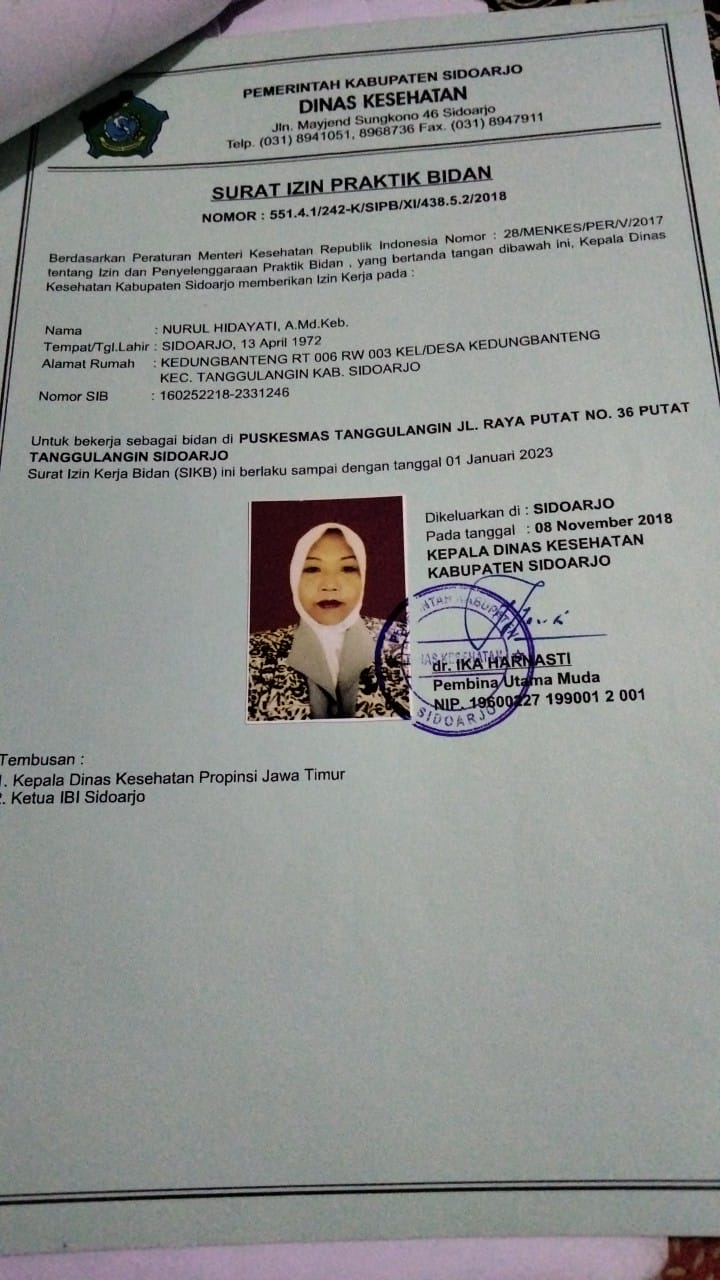 PEMERINTAH KABUPATEN SIDOARJO
DINAS KESEHATAN
Jln. Mayjend Sungkono 46 Sidoarjo
Telp. (031) 8941051, 8968736 Fax. (031) 8947911
SURAT IZIN PRAKTIK BIDAN
NOMOR : 551.4.1/242-K/SIPB/XI/438.5.2/2018
Berdasarkan Peraturan Menteri Kesehatan Republik Indonesia Nomor : 28/MENKES/PER/V/2017
tentang Izin dan Penyelenggaraan Praktik Bidan , yang bertanda tangan dibawah ini, Kepala Dinas
Kesehatan Kabupaten Sidoarjo memberikan Izin Kerja pada :
Nama : NURUL HIDAYATI, A.Md.Keb.
Tempat/Tgl.Lahir : SIDOARJO, 13 April 1972
Alamat Rumah : KEDUNGBANTENG RT 006 RW 003 KEL/DESA KEDUNGBANTENG
KEC. TANGGULANGIN KAB. SIDOARJO
Nomor SIB : 160252218-2331246
Untuk bekerja sebagai bidan di PUSKESMAS TANGGULANGIN JL. RAYA PUTAT NO. 36 PUTAT
TANGGULANGIN SIDOARJO
Surat Izin Kerja Bidan (SIKB) ini berlaku sampai dengan tanggal 01 Januari 2023
Dikeluarkan di : SIDOARJO
Pada tanggal : 08 November 2018
KEPALA DINAS KESEHATAN
KABUPATEN SIDOARJO
dr. IKA HARNASTI
Pembina Utama Muda
NIP. 19600227 199001 2 001
SIDOARJO
Tembusan :
1. Kepala Dinas Kesehatan Propinsi Jawa Timur
2. Ketua IBI Sidoarjo